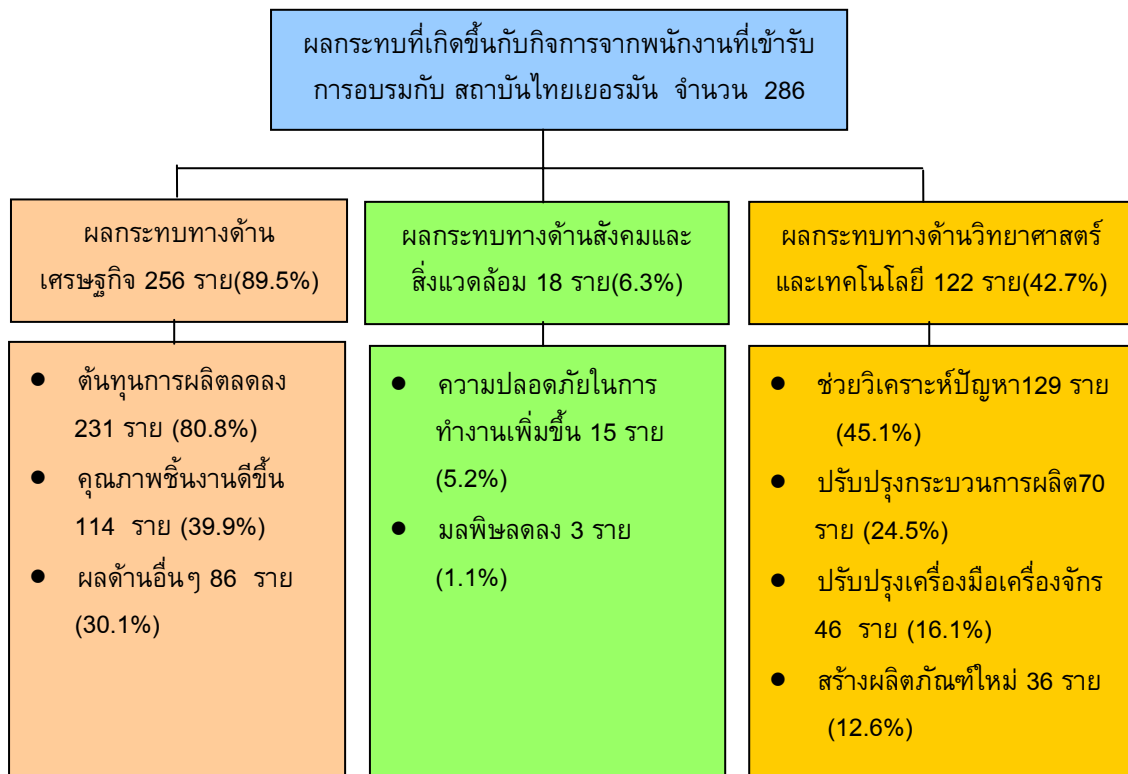 ผลกระทบที่เกิดขึ้นกับกิจการจากพนักงานที่เข้ารับ
การอบรมกับ สถาบันไทยเยอรมัน จำนวน 286
ผลกระทบทางด้าน
เศรษฐกิจ 256 ราย(89.5%)
ผลกระทบทางด้านสังคมและ
สิ่งแวดล้อม 18 ราย(6.3%)
ผลกระทบทางด้านวิทยาศาสตร์
และเทคโนโลยี 122 ราย(42.7%)
● ต้นทุนการผลิตลดลง
231 ราย (80.8%)
● คุณภาพชิ้นงานดีขึ้น
114 ราย (39.9%)
● ผลด้านอื่นๆ 86 ราย
(30.1%)
● ความปลอดภัยในการ
ทำงานเพิ่มขึ้น 15 ราย
(5.2%)
● มลพิษลดลง 3 ราย
(1.1%)
● ช่วยวิเคราะห์ปัญหา129 ราย
(45.1%)
● ปรับปรุงกระบวนการผลิต70
ราย (24.5%)
● ปรับปรุงเครื่องมือเครื่องจักร
46 ราย (16.1%)
● สร้างผลิตภัณฑ์ใหม่ 36 ราย
(12.6%)